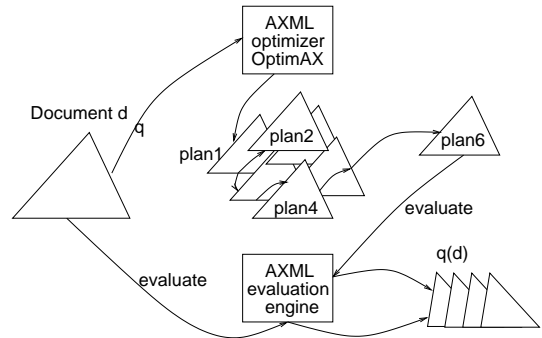 AXML
optimizer
OptimAX
Document d
q
plan1
plan2
plan4
plan6
evaluate
evaluate
AXML
evaluation
engine
q(d)